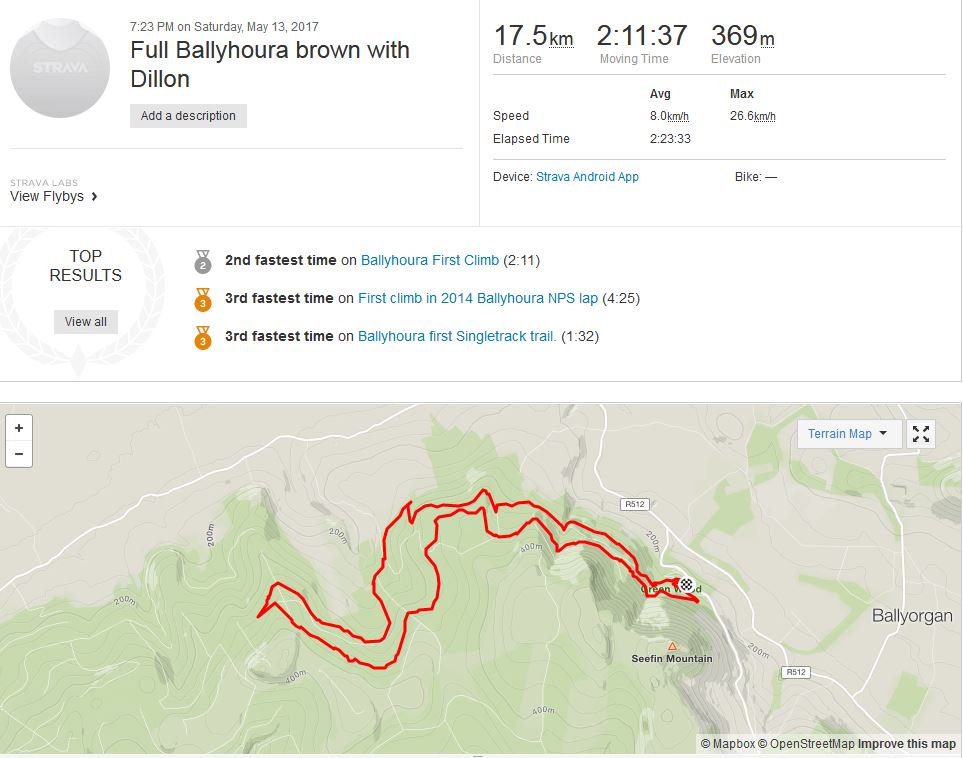 STRAVA
7:23 PM on Saturday, May 13, 2017
Full Ballyhoura brown with
Dillon
Add a description
STRAVA LABS
View Flybys
17.5km 2:11:37 369m
Distance Moving Time Elevation
Avg Max
Speed 8.0km/h 26.6km/h
Elapsed Time 2:23:33
Device: Strava Android App Bike: —
TOP
RESULTS
View all
2 2nd fastest time on Ballyhoura First Climb (2:11)
3 3rd fastest time on First climb in 2014 Ballyhoura NPS lap (4:25)
3 3rd fastest time on Ballyhoura first Singletrack trail. (1:32)
+
−
Terrain Map
R512
200m
200m
200m
400m
200m
Green Wood
Ballyorgan
Seefin Mountain
200m
R512
400m
400m
© Mapbox © OpenStreetMap Improve this map